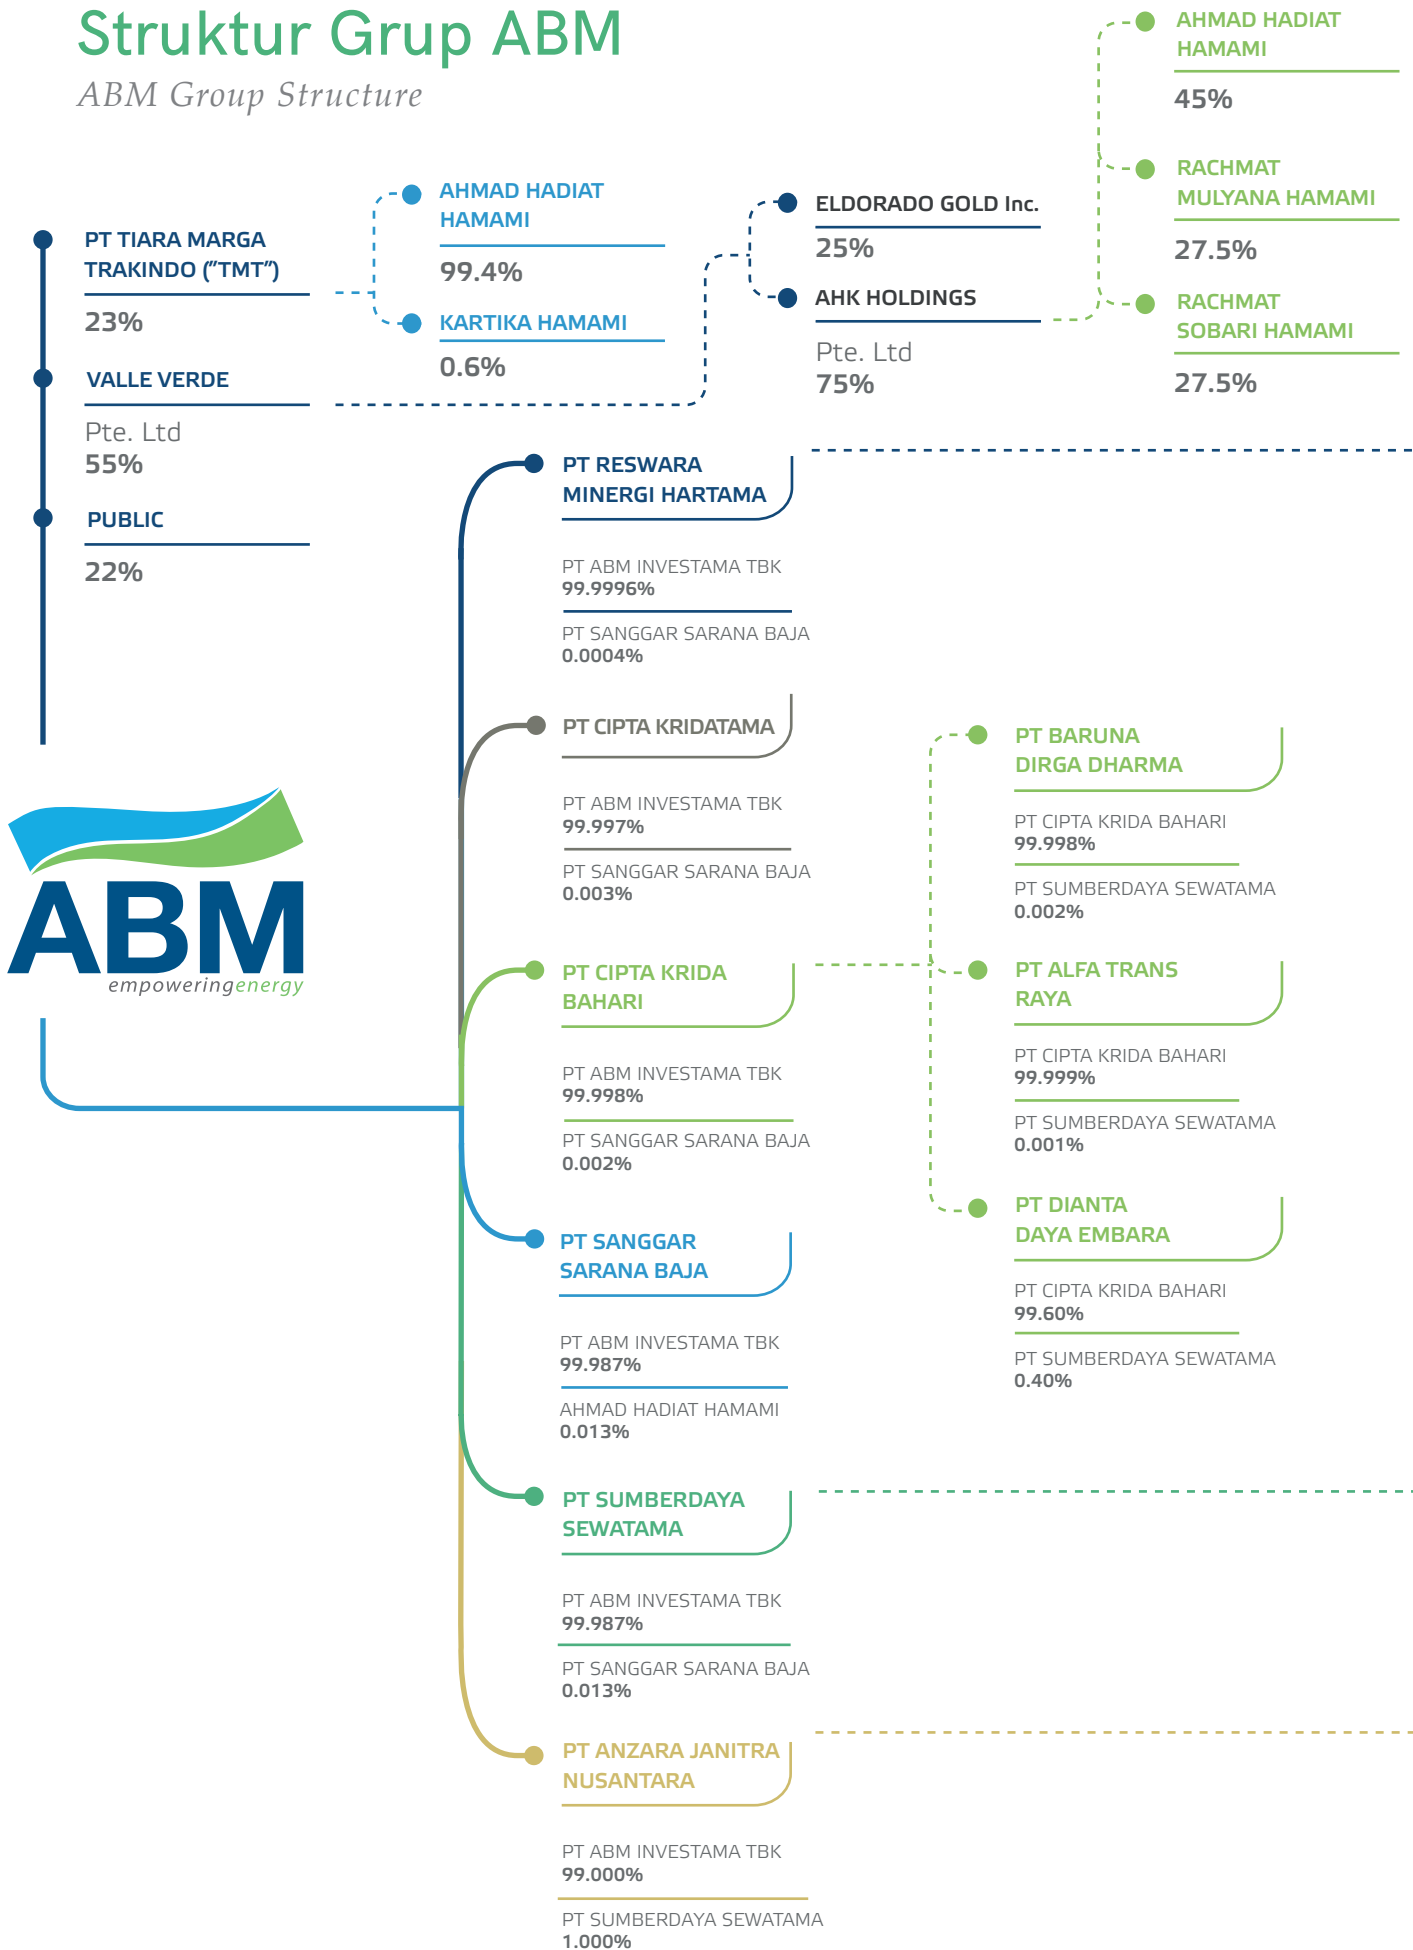 Struktur Grup ABM
ABM Group Structure
PT TIARA MARGA
TRAKINDO ("TMT")
23%
VALLE VERDE
Pte. Ltd
55%
PUBLIC
22%
AHMAD HADIAT
HAMAMI
99.4%
KARTIKA HAMAMI
0.6%
ELDORADO GOLD Inc.
25%
AHK HOLDINGS
Pte. Ltd
75%
AHMAD HADIAT
HAMAMI
45%
RACHMAT
MULYANA HAMAMI
27.5%
RACHMAT
SOBARI HAMAMI
27.5%
ABM
empoweringenergy
PT RESWARA
MINERGI HARTAMA
PT ABM INVESTAMA TBK
99.9996%
PT SANGGAR SARANA BAJA
0.0004%
PT CIPTA KRIDATAMA
PT ABM INVESTAMA TBK
99.997%
PT SANGGAR SARANA BAJA
0.003%
PT CIPTA KRIDA
BAHARI
PT ABM INVESTAMA TBK
99.998%
PT SANGGAR SARANA BAJA
0.002%
PT BARUNA
DIRGA DHARMA
PT CIPTA KRIDA BAHARI
99.998%
PT SUMBERDAYA SEWATAMA
0.002%
PT ALFA TRANS
RAYA
PT CIPTA KRIDA BAHARI
99.999%
PT SUMBERDAYA SEWATAMA
0.001%
PT DIANTA
DAYA EMBARA
PT CIPTA KRIDA BAHARI
99.60%
PT SUMBERDAYA SEWATAMA
0.40%
PT SANGGAR
SARANA BAJA
PT ABM INVESTAMA TBK
99.987%
AHMAD HADIAT HAMAMI
0.013%
PT SUMBERDAYA
SEWATAMA
PT ABM INVESTAMA TBK
99.987%
PT SANGGAR SARANA BAJA
0.013%
PT ANZARA JANITRA
NUSANTARA
PT ABM INVESTAMA TBK
99.000%
PT SUMBERDAYA SEWATAMA
1.000%